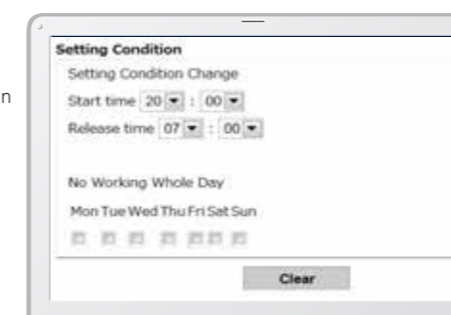 Setting Condition
Setting Condition Change
n
Start time 20 : 00
Release time 07 : 00
No Working Whole Day
Mon Tue Wed Thu Fri Sat Sun
Clear